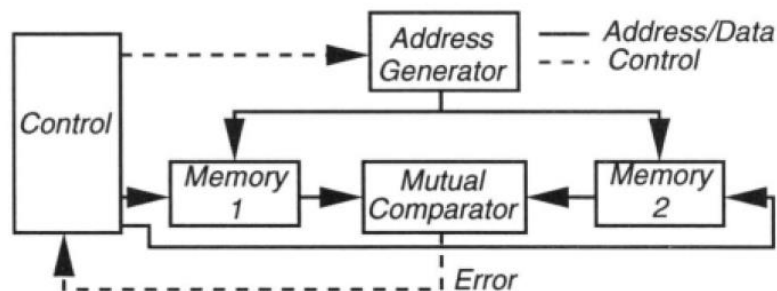 Address
Generator
Address/Data
Control
Control
Memory
1
Mutual
Comparator
Memory
2
Error